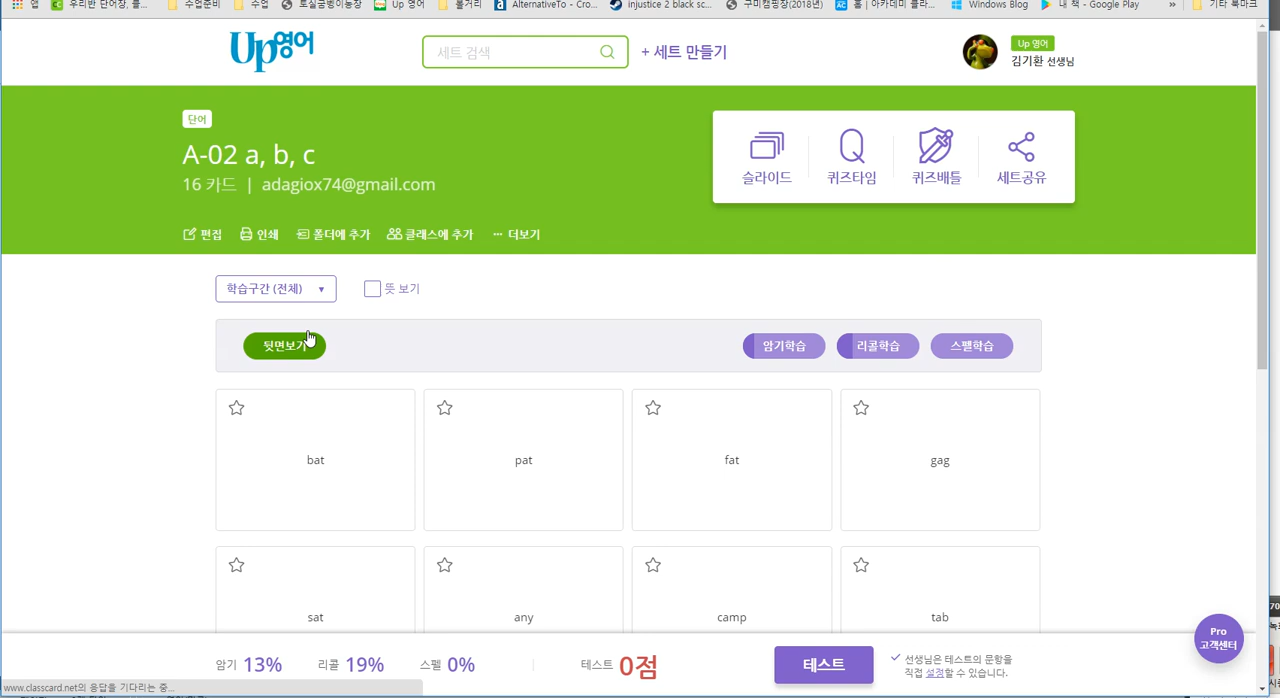 앱
우리반 단어장, 클...
수업준비
수업
토실공병이농장
Up 영어
볼거리
AlternativeTo - Cro...
injustice 2 black sc...
구미캠핑장(2018년)
홈 | 아카데미 클라...
Windows Blog
내 책 - Google Play
»
기타 북마크
Up영어
세트 검색
+ 세트 만들기
Up 영어
김기환 선생님
단어
A-02 a, b, c
16 카드 | adagiox74@gmail.com
슬라이드
퀴즈타임
퀴즈배틀
세트공유
편집
인쇄
폴더에 추가
클래스에 추가
··· 더보기
학습구간 (전체) ▼
뜻 보기
뒷면보기
암기학습
리콜학습
스펠학습
bat
pat
fat
gag
sat
any
camp
tab
Pro
고객센터
암기 13%
리콜 19%
스펠 0%
테스트 0점
테스트
선생님은 테스트의 문항을
직접 설정할 수 있습니다.
www.classcard.net의 응답을 기다리는 중...